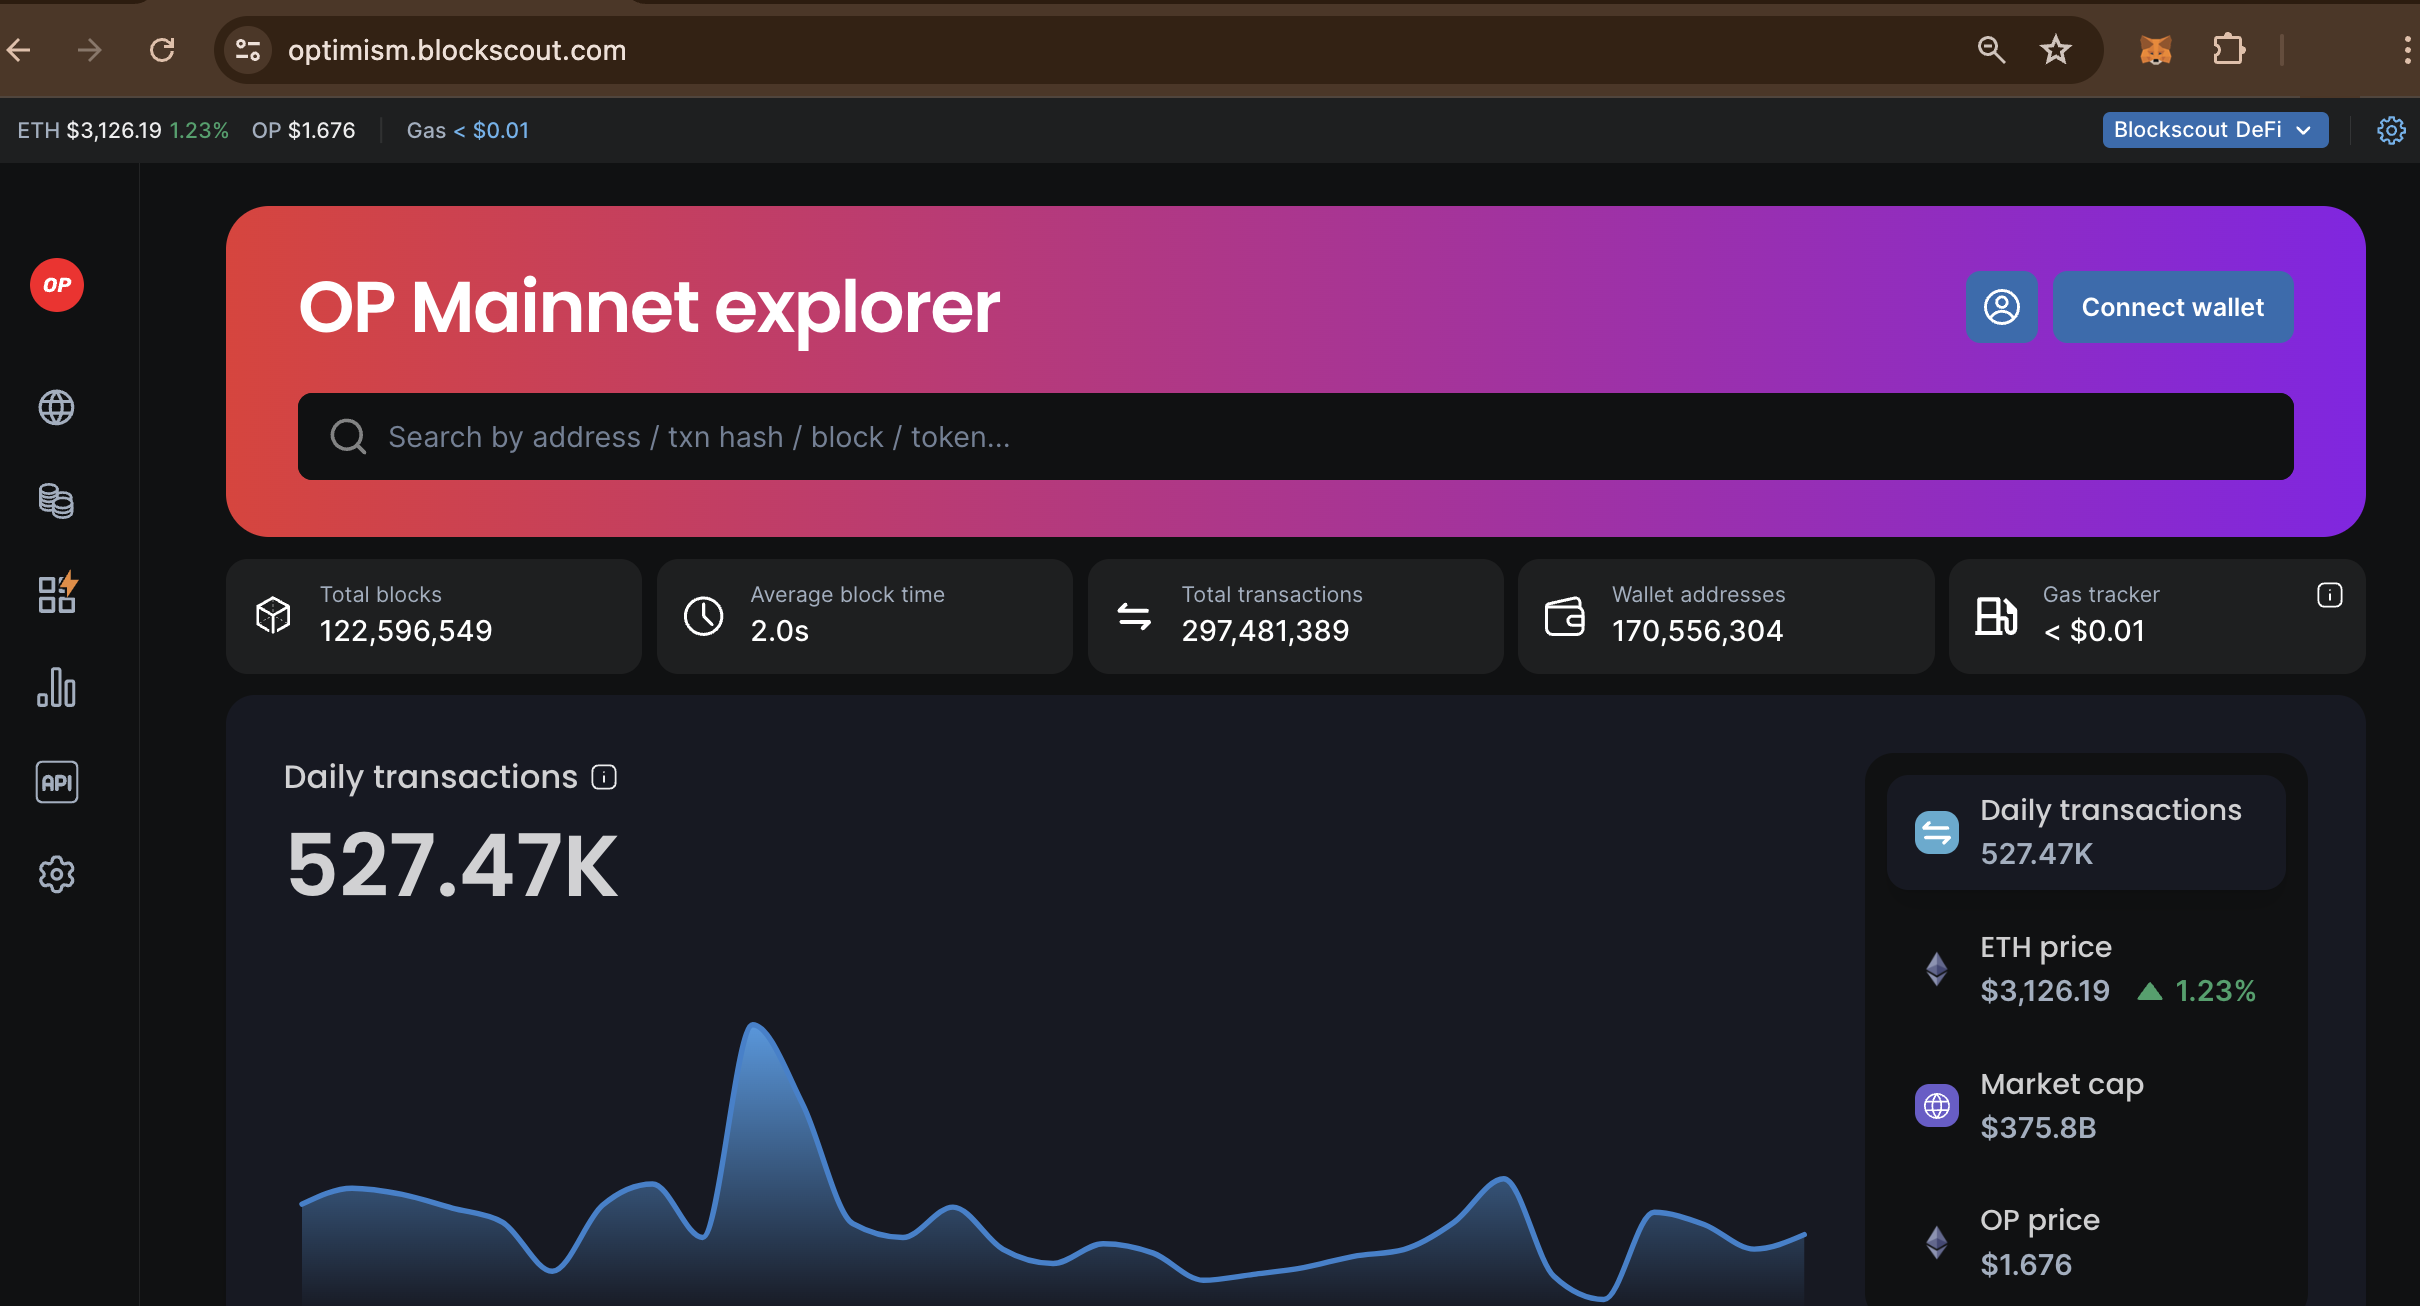 optimism.blockscout.com
ETH $3,126.19 1.23% OP $1.676 Gas < $0.01 Blockscout DeFi
OP
OP Mainnet explorer
Connect wallet
Search by address / txn hash / block / token...
Total blocks
122,596,549
Average block time
2.0s
Total transactions
297,481,389
Wallet addresses
170,556,304
Gas tracker
< $0.01
API
Daily transactions
527.47K
Daily transactions
527.47K
ETH price
$3,126.19 1.23%
Market cap
$375.8B
OP price
$1.676